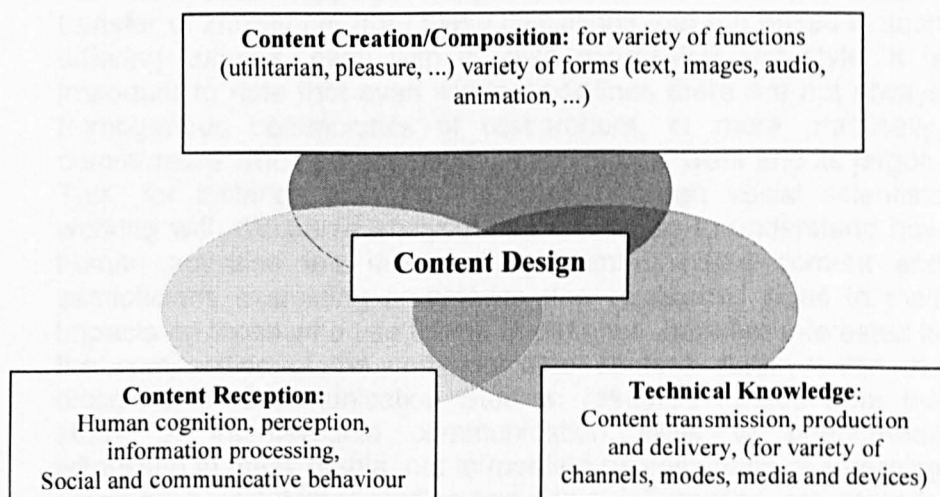 Content Creation/Composition: for variety of functions
(utilitarian, pleasure, ...) variety of forms (text, images, audio,
animation, ...)
Content Design
Content Reception:
Human cognition, perception,
information processing,
Social and communicative behaviour
Technical Knowledge:
Content transmission, production
and delivery, (for variety of
channels, modes, media and devices)